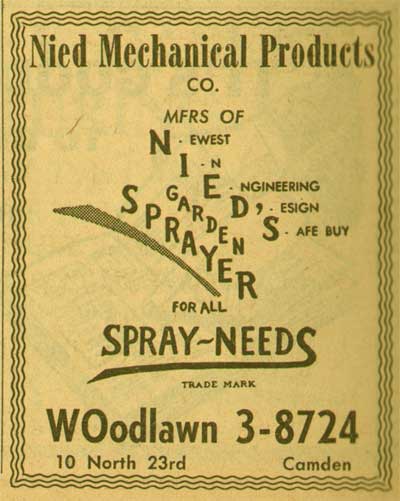 Nied Mechanical Products
CO.
MFRS OF
N - EWEST
I - N
E - NGINEERING
D' - ESIGN
S - AFE BUY
GARDEN
SPRAYER
FOR ALL
SPRAY~NEEDS
TRADE MARK
WOodlawn 3-8724
10 North 23rd Camden